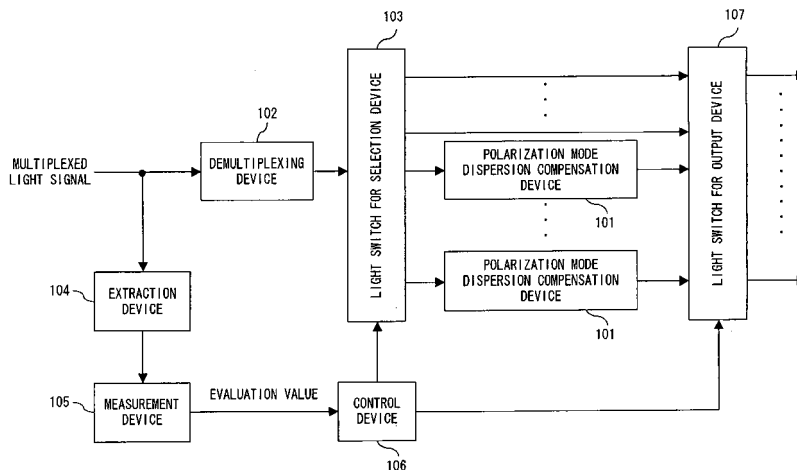 103
107
102
MULTIPLEXED
LIGHT SIGNAL
DEMULTIPLEXING
DEVICE
LIGHT SWITCH FOR SELECTION DEVICE
POLARIZATION MODE
DISPERSION COMPENSATION
DEVICE
101
LIGHT SWITCH FOR OUTPUT DEVICE
104
EXTRACTION
DEVICE
POLARIZATION MODE
DISPERSION COMPENSATION
DEVICE
101
105
MEASUREMENT
DEVICE
EVALUATION VALUE
CONTROL
DEVICE
106